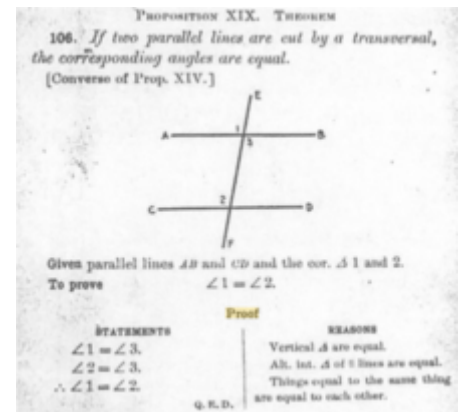 PROPOSITION XIX. THEOREM
106. If two parallel lines are cut by a transversal,
the corresponding angles are equal.
[Converse of Prop. XIV.]
E
A 1 B
3
2
C D
F
Given parallel lines AB and CD and the cor. ∠s 1 and 2.
To prove ∠1 = ∠2.
Proof
STATEMENTS
∠1 = ∠3.
∠2 = ∠3.
∴ ∠1 = ∠2.
Q. E. D.
REASONS
Vertical ∠s are equal.
Alt. int. ∠s of ∥ lines are equal.
Things equal to the same thing
are equal to each other.